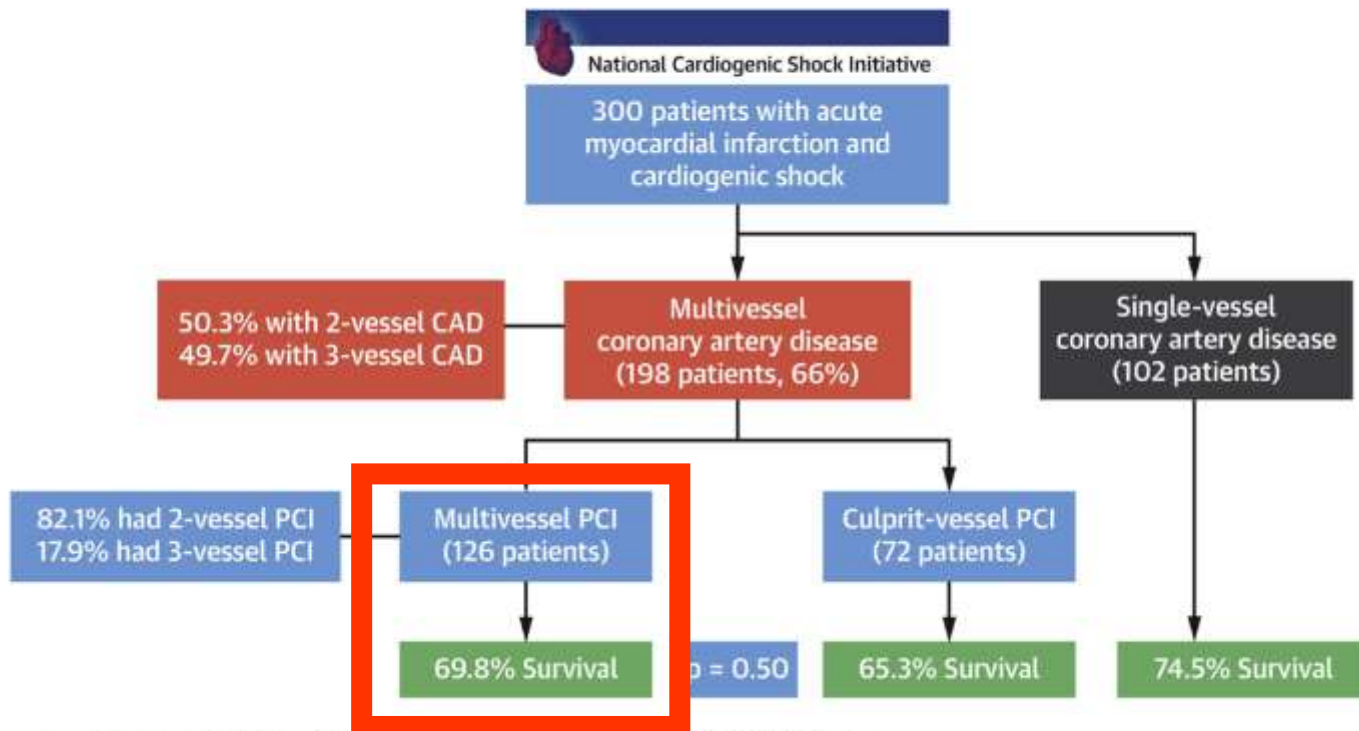 National Cardiogenic Shock Initiative
300 patients with acute
myocardial infarction and
cardiogenic shock
50.3% with 2-vessel CAD
49.7% with 3-vessel CAD
Multivessel
coronary artery disease
(198 patients, 66%)
Single-vessel
coronary artery disease
(102 patients)
82.1% had 2-vessel PCI
17.9% had 3-vessel PCI
Multivessel PCI
(126 patients)
Culprit-vessel PCI
(72 patients)
69.8% Survival
= 0.50
65.3% Survival
74.5% Survival